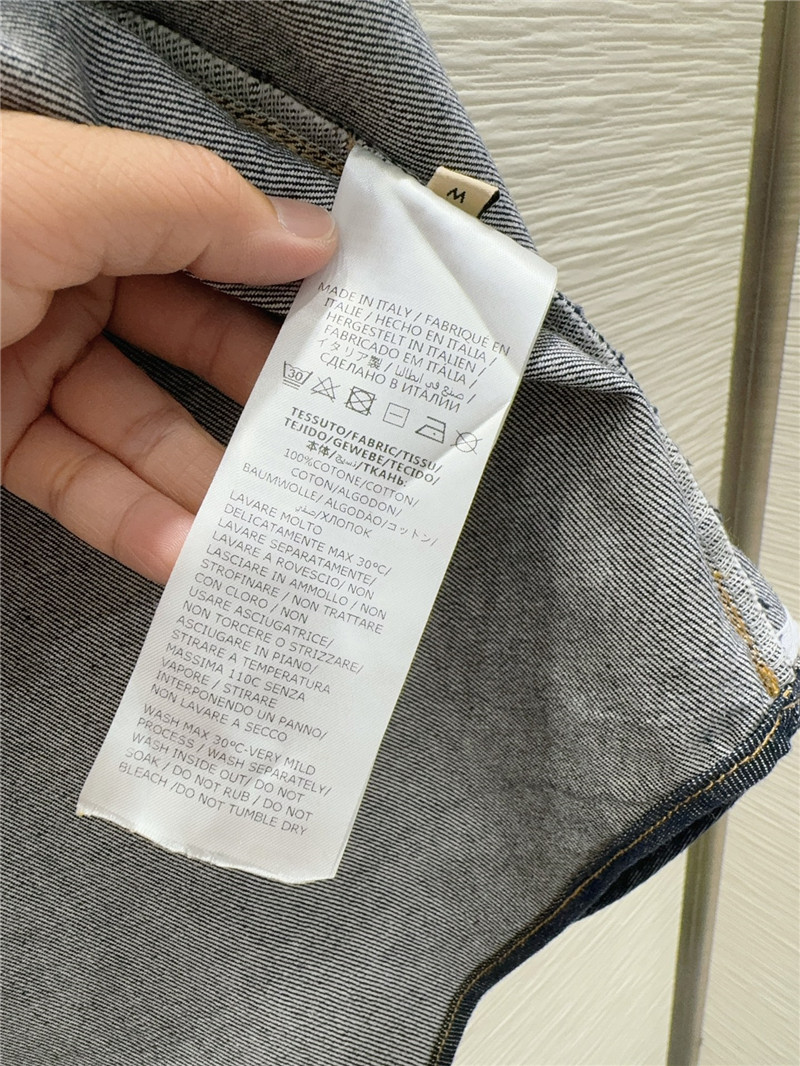 M
MADE IN ITALY / FABRIQUE EN
ITALIE / HECHO EN ITALIA /
HERGESTELT IN ITALIEN /
FABRICADO EM ITALIA /
イタリア製 / صنع في ايطاليا /
СДЕЛАНО В ИТАЛИИ
30
TESSUTO/FABRIC/TISSU/
TEJIDO/GEWEBE/TECIDO/
本体/نسيج/ТКАНЬ.
100%COTONE/COTTON/
COTON/ALGODON/
BAUMWOLLE/ ALGODÃO/コットン/
/ХЛОПОК
LAVARE MOLTO
DELICATAMENTE MAX 30°C/
LAVARE SEPARATAMENTE/
LAVARE A ROVESCIO/ NON
LASCIARE IN AMMOLLO / NON
STROFINARE / NON TRATTARE
CON CLORO / NON
USARE ASCIUGATRICE/
NON TORCERE O STRIZZARE/
ASCIUGARE IN PIANO/
STIRARE A TEMPERATURA
MASSIMA 110C SENZA
VAPORE / STIRARE
INTERPONENDO UN PANNO/
NON LAVARE A SECCO
WASH MAX 30°C-VERY MILD
PROCESS / WASH SEPARATELY/
WASH INSIDE OUT/ DO NOT
SOAK / DO NOT RUB / DO NOT
BLEACH /DO NOT TUMBLE DRY